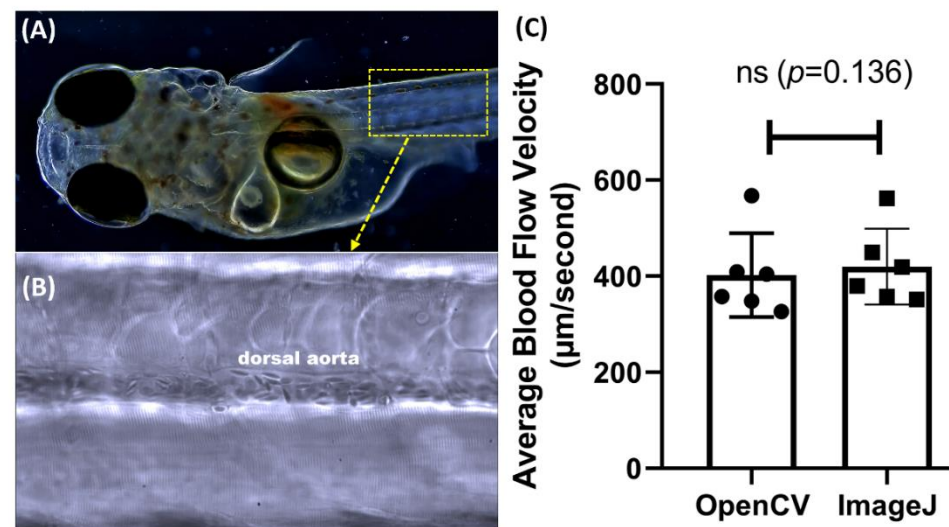 (A)
(B)
dorsal aorta
(C)
Average Blood Flow Velocity
(µm/second)
ns (p=0.136)
800
600
400
200
0
OpenCV
ImageJ